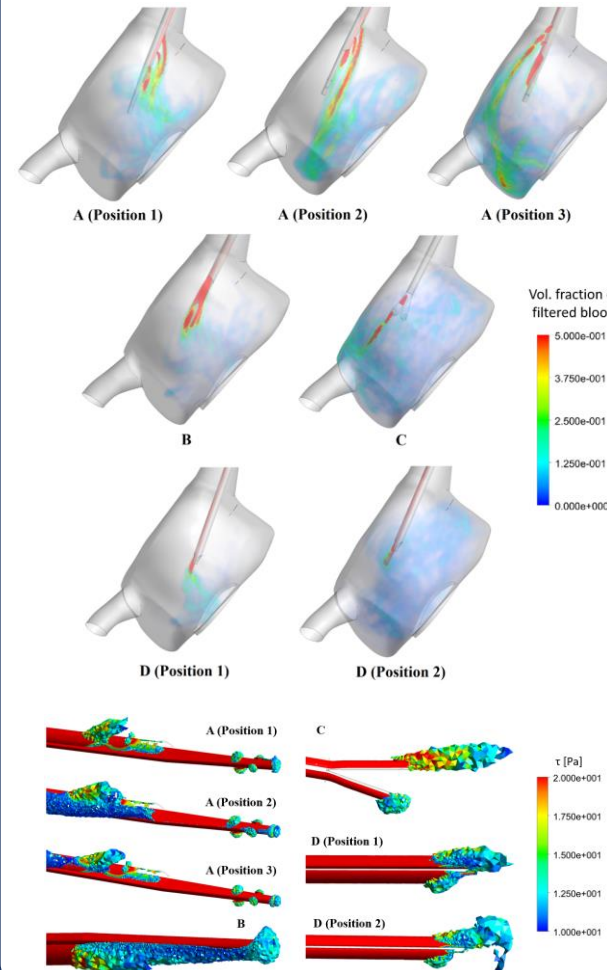 A (Position 1)
A (Position 2)
A (Position 3)
Vol. fraction
filtered
5.000e-001
3.750e-001
2.500e-001
1.250e-001
0.000e+000
B
C
D (Position 1)
D (Position 2)
A (Position 1)
C
τ [Pa]
2.000e+001
A (Position 2)
1.750e+001
D (Position 1)
1.500e+001
A (Position 3)
1.250e+001
B
D (Position 2)
1.000e+001